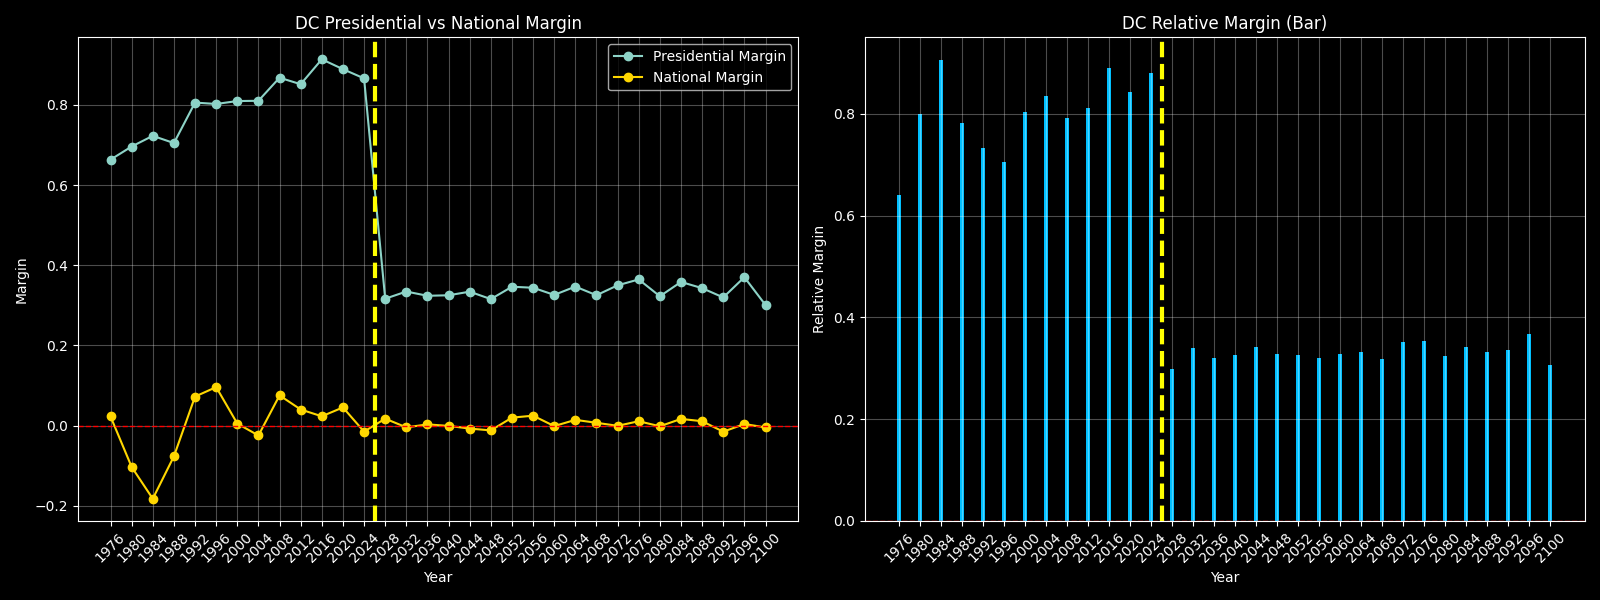 DC Presidential vs National Margin
Presidential Margin
National Margin
Margin
0.8
0.6
0.4
0.2
0.0
−0.2
1976 1980 1984 1988 1992 1996 2000 2004 2008 2012 2016 2020 2024 2028 2032 2036 2040 2044 2048 2052 2056 2060 2064 2068 2072 2076 2080 2084 2088 2092 2096 2100
Year
DC Relative Margin (Bar)
Relative Margin
0.8
0.6
0.4
0.2
0.0
1976 1980 1984 1988 1992 1996 2000 2004 2008 2012 2016 2020 2024 2028 2032 2036 2040 2044 2048 2052 2056 2060 2064 2068 2072 2076 2080 2084 2088 2092 2096 2100
Year